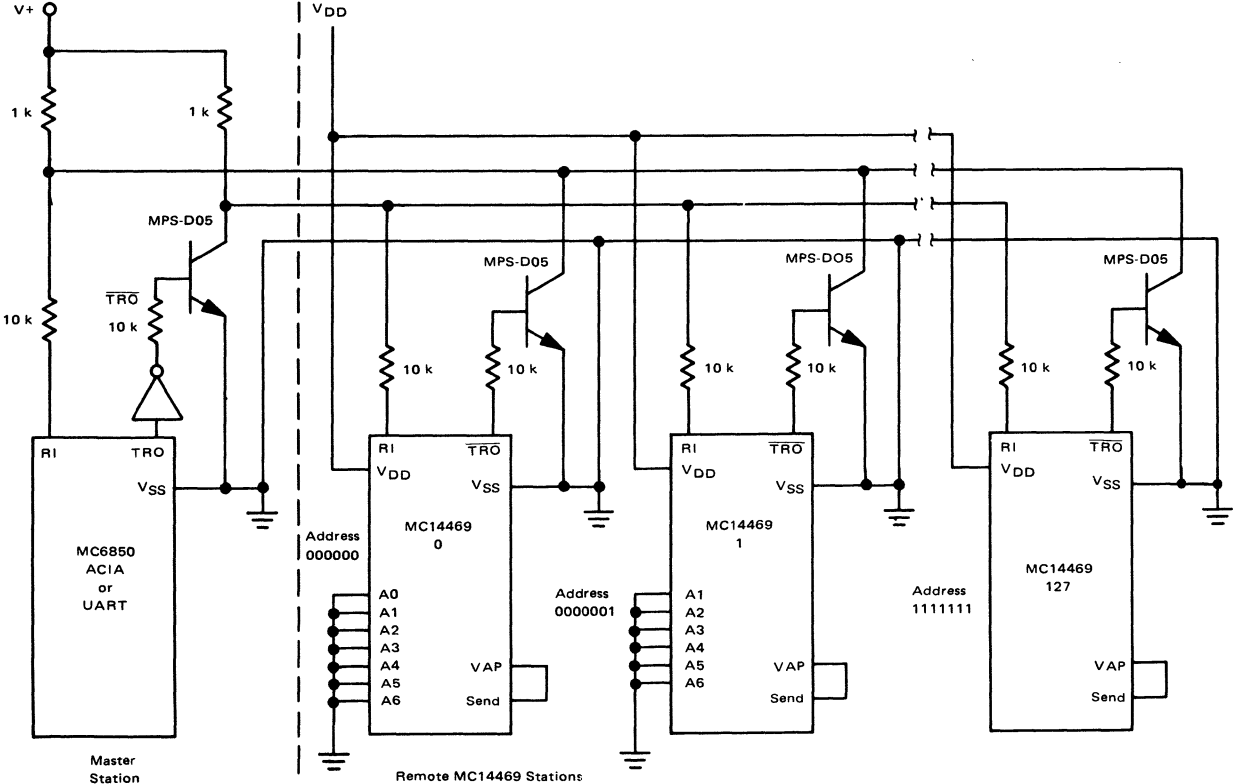 V+
VDD
1 k
1 k
MPS-D05
MPS-D05
MPS-DO5
MPS-D05
TRO
10 k
10 k
10 k
10 k
10 k
10 k
10 k
10 k
RI
TRO
VSS
MC6850
ACIA
or
UART
Master
Station
RI
TRO
VDD
VSS
MC14469
0
Address
000000
A0
A1
A2
A3
A4
A5
A6
VAP
Send
RI
TRO
VDD
VSS
MC14469
1
Address
0000001
A1
A2
A3
A4
A5
A6
VAP
Send
RI
TRO
VDD
VSS
MC14469
127
Address
1111111
VAP
Send
Remote MC14469 Stations